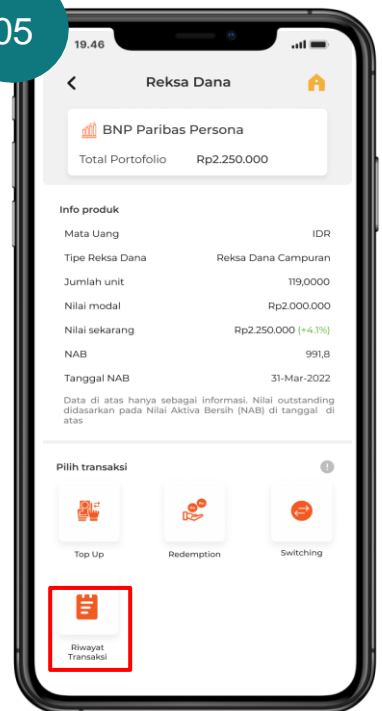 05
19.46
Reksa Dana
BNP Paribas Persona
Total Portofolio Rp2.250.000
Info produk
Mata Uang IDR
Tipe Reksa Dana Reksa Dana Campuran
Jumlah unit 119,0000
Nilai modal Rp2.000.000
Nilai sekarang Rp2.250.000 (+4.1%)
NAB 991,8
Tanggal NAB 31-Mar-2022
Data di atas hanya sebagai informasi. Nilai outstanding
didasarkan pada Nilai Aktiva Bersih (NAB) di tanggal di
atas
Pilih transaksi
Top Up Redemption Switching
Riwayat
Transaksi